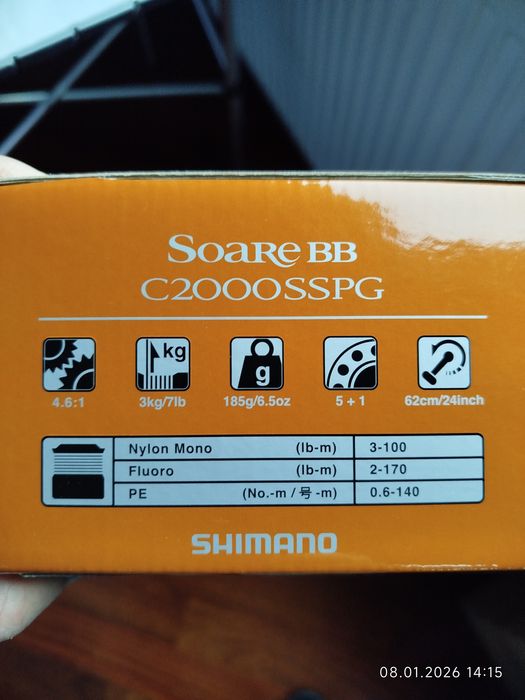 Soare BB
C2000SSPG
kg
g
4.6:1 3kg/7lb 185g/6.5oz 5 + 1 62cm/24inch
Nylon Mono (lb-m) 3-100
Fluoro (lb-m) 2-170
PE (No.-m / 号 -m) 0.6-140
SHIMANO
08.01.2026 14:15